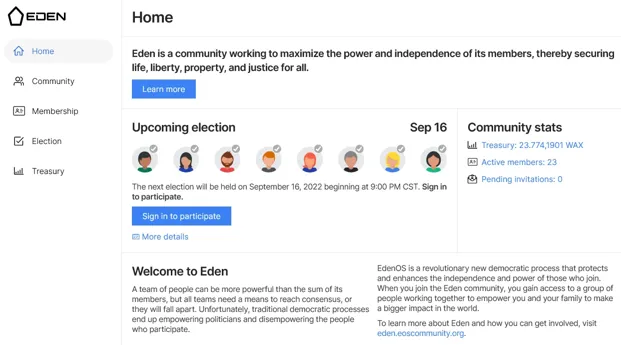 EDEN
Home
Community
Membership
Election
Treasury
Home
Eden is a community working to maximize the power and independence of its members, thereby securing
life, liberty, property, and justice for all.
Learn more
Upcoming election
Sep 16
The next election will be held on September 16, 2022 beginning at 9:00 PM CST. Sign in
to participate.
Sign in to participate
More details
Community stats
Treasury: 23.774,1901 WAX
Active members: 23
Pending invitations: 0
Welcome to Eden
A team of people can be more powerful than the sum of its
members, but all teams need a means to reach consensus, or
they will fall apart. Unfortunately, traditional democratic processes
end up empowering politicians and disempowering the people
who participate.
EdenOS is a revolutionary new democratic process that protects
and enhances the independence and power of those who join.
When you join the Eden community, you gain access to a group of
people working together to empower you and your family to make
a bigger impact in the world.
To learn more about Eden and how you can get involved, visit
eden.eoscommunity.org.